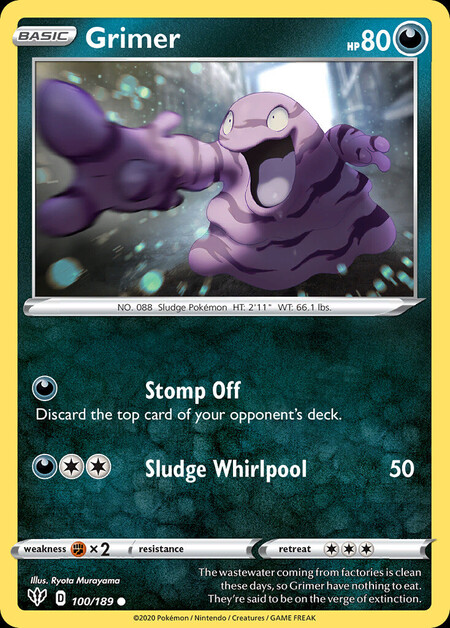 BASIC Grimer HP 80
NO. 088 Sludge Pokémon HT: 2'11" WT: 66.1 lbs.
Stomp Off
Discard the top card of your opponent's deck.
Sludge Whirlpool 50
weakness ×2 resistance retreat
Illus. Ryota Murayama
The wastewater coming from factories is clean
these days, so Grimer have nothing to eat.
They're said to be on the verge of extinction.
D 100/189
©2020 Pokémon / Nintendo / Creatures / GAME FREAK